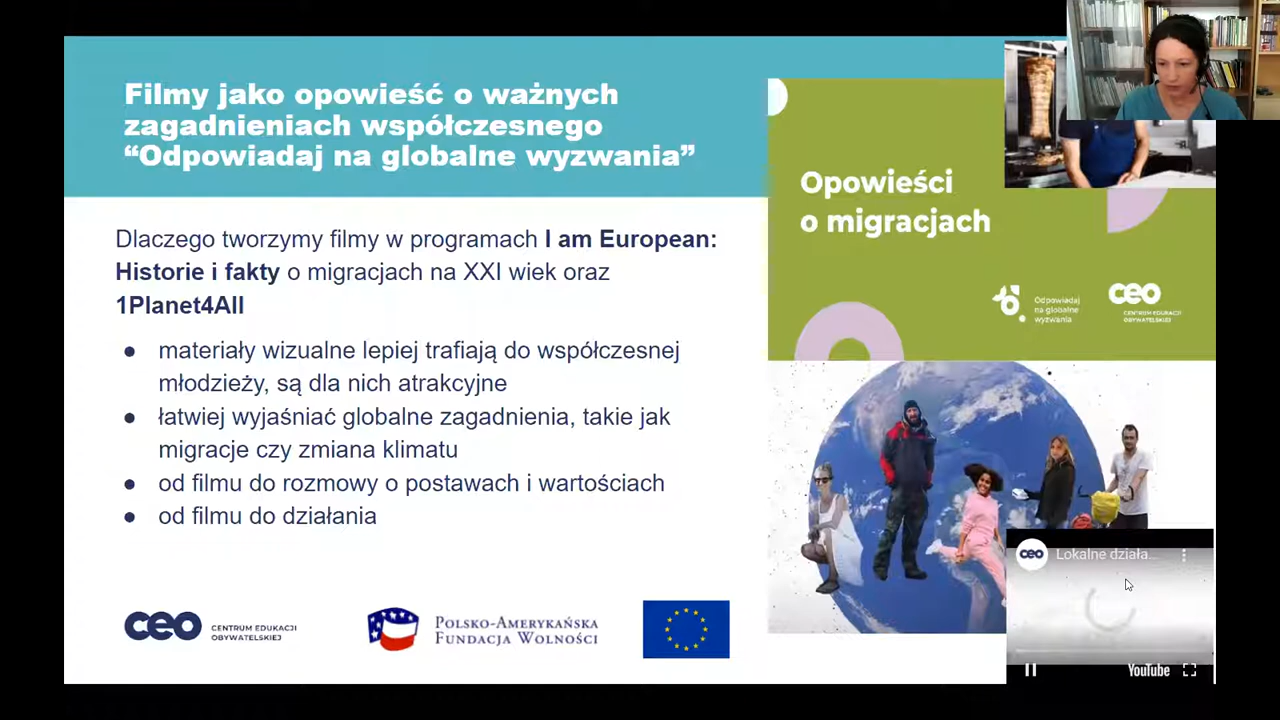 Filmy jako opowieść o ważnych
zagadnieniach współczesnego
“Odpowiadaj na globalne wyzwania”
Dlaczego tworzymy filmy w programach I am European:
Historie i fakty o migracjach na XXI wiek oraz
1Planet4All
● materiały wizualne lepiej trafiają do współczesnej
młodzieży, są dla nich atrakcyjne
● łatwiej wyjaśniać globalne zagadnienia, takie jak
migracje czy zmiana klimatu
● od filmu do rozmowy o postawach i wartościach
● od filmu do działania
ceo CENTRUM EDUKACJI
OBYWATELSKIEJ
POLSKO-AMERYKAŃSKA
FUNDACJA WOLNOŚCI
Opowieści
o migracjach
Odpowiadaj
na globalne
wyzwania
ceo
CENTRUM EDUKACJI
OBYWATELSKIEJ
ceo Lokalne działa...
YouTube